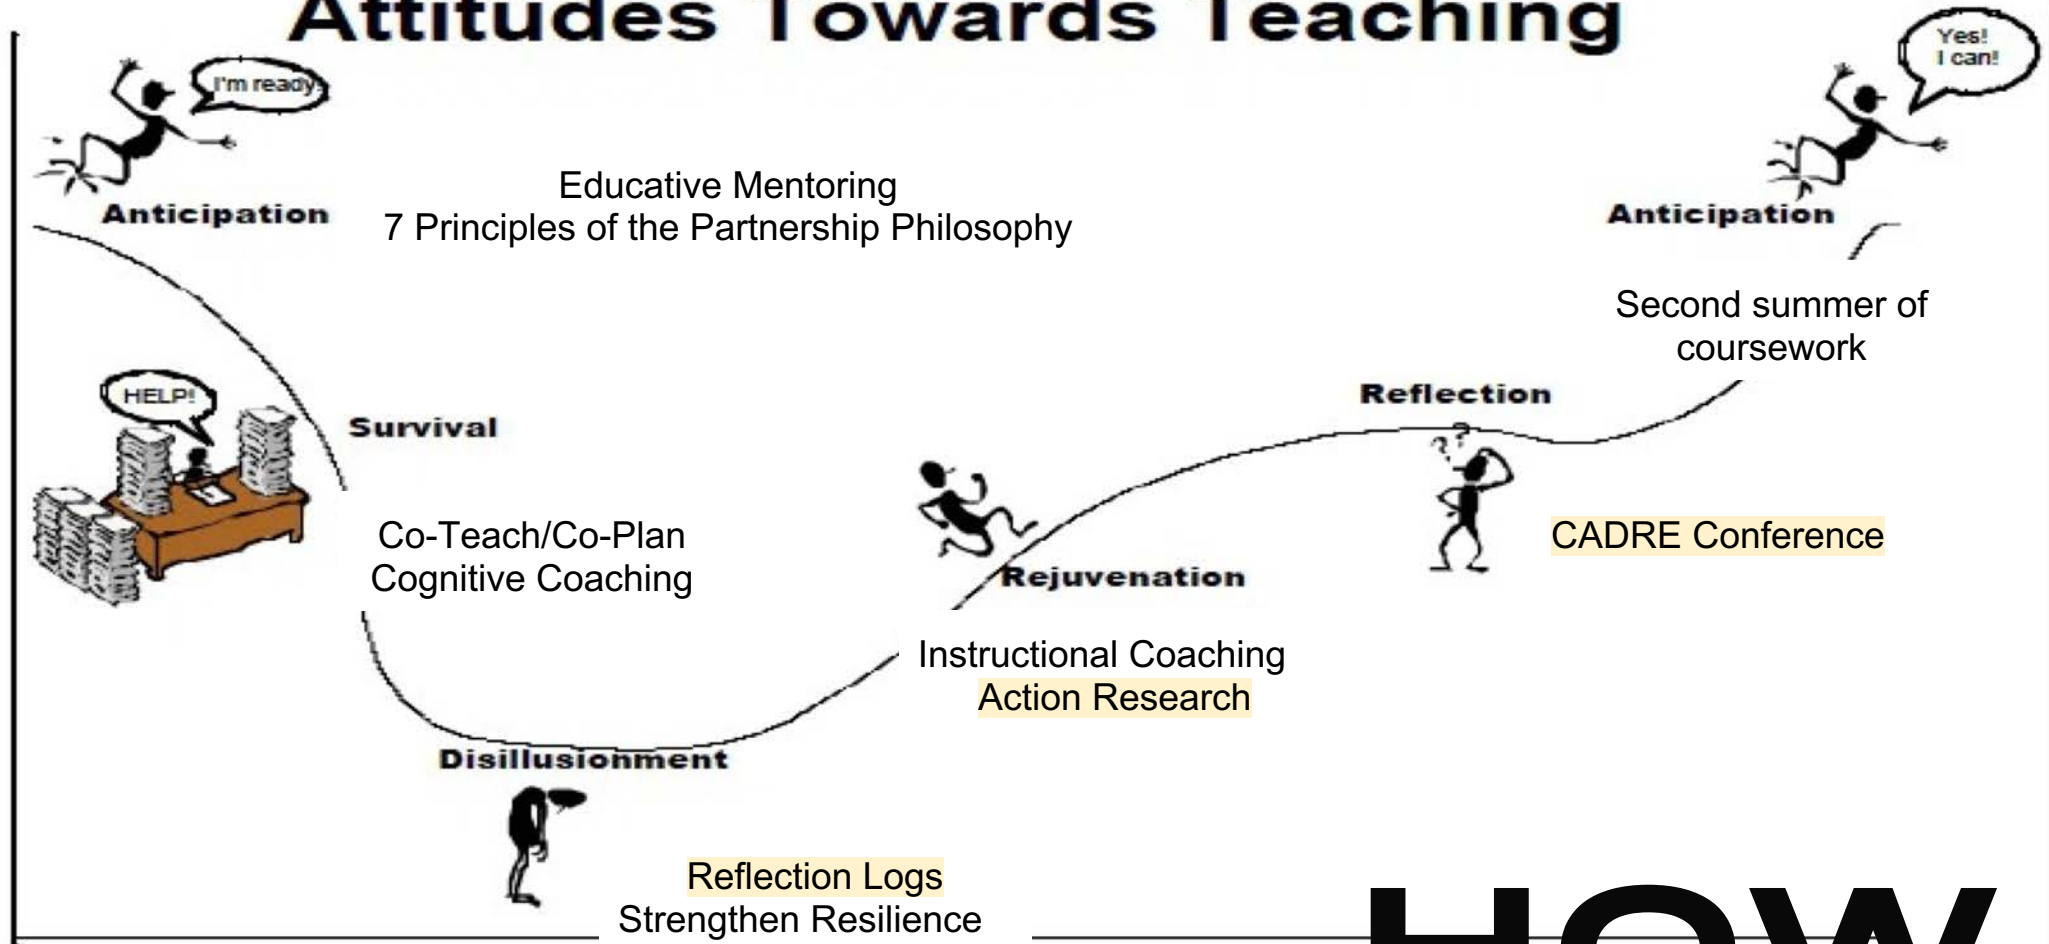 Attitudes Towards Teaching
I'm ready!
Yes!
I can!
Anticipation
Educative Mentoring
7 Principles of the Partnership Philosophy
Anticipation
Second summer of
coursework
HELP!
Survival
Reflection
??
Co-Teach/Co-Plan
Cognitive Coaching
CADRE Conference
Rejuvenation
Instructional Coaching
Action Research
Disillusionment
Reflection Logs
Strengthen Resilience
HOW